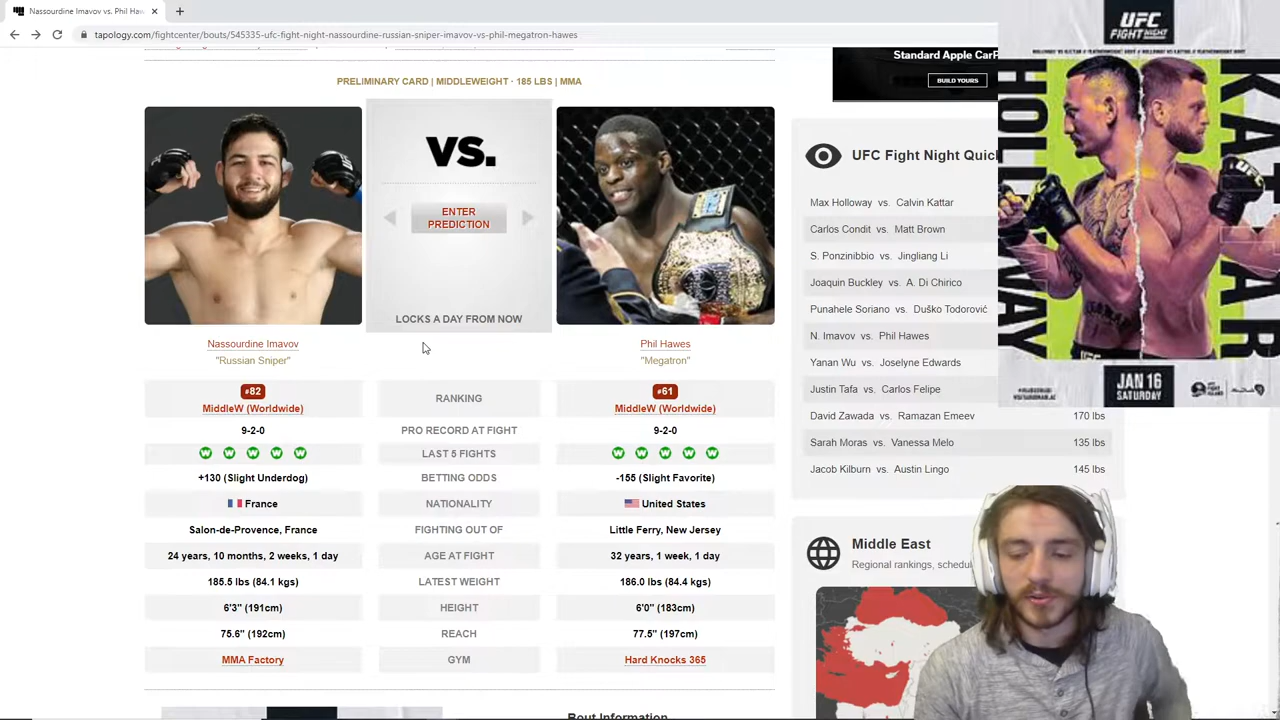 Nassourdine Imavov vs. Phil Haw
tapology.com/fightcenter/bouts/545335-ufc-fight-night-nassourdine-russ
phil-megatron-hawes
PRELIMINARY CARD | MIDDLEWEIGHT · 185 LBS | MMA
VS.
ENTER
PREDICTION
LOCKS A DAY FROM NOW
Nassourdine Imavov
Phil Hawes
"Russian Sniper"
"Megatron"
#82
RANKING
#61
MiddleW (Worldwide)
MiddleW (Worldwide)
9-2-0
PRO RECORD AT FIGHT
9-2-0
W W W W W
LAST 5 FIGHTS
W W W W W
+130 (Slight Underdog)
BETTING ODDS
-155 (Slight Favorite)
France
NATIONALITY
United States
Salon-de-Provence, France
FIGHTING OUT OF
Little Ferry, New Jersey
24 years, 10 months, 2 weeks, 1 day
AGE AT FIGHT
32 years, 1 week, 1 day
185.5 lbs (84.1 kgs)
LATEST WEIGHT
186.0 lbs (84.4 kgs)
6'3" (191cm)
HEIGHT
6'0" (183cm)
75.6" (192cm)
REACH
77.5" (197cm)
MMA Factory
GYM
Hard Knocks 365
Bout Information
Standard Apple CarP
BUILD YOURS
UFC Fight Night Quic
Max Holloway vs. Calvin Kattar
Carlos Condit vs. Matt Brown
S. Ponzinibbio vs. Jingliang Li
Joaquin Buckley vs. A. Di Chirico
Punahele Soriano vs. Duško Todorović
N. Imavov vs. Phil Hawes
Yanan Wu vs. Joselyne Edwards
Justin Tafa vs. Carlos Felipe
David Zawada vs. Ramazan Emeev 170 lbs
Sarah Moras vs. Vanessa Melo 135 lbs
Jacob Kilburn vs. Austin Lingo 145 lbs
Middle East
Regional rankings, schedu
UFC
FIGHT NIGHT
HOLLOWAY
KATTAR
JAN 16
SATURDAY